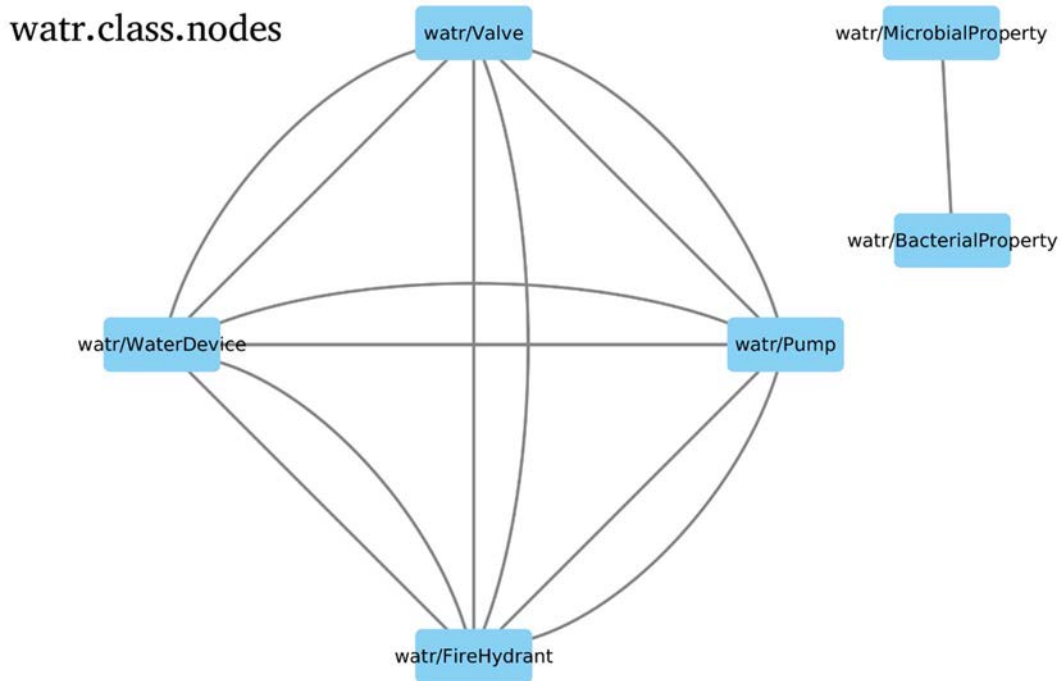 watr.class.nodes
watr/Valve
watr/MicrobialProperty
watr/BacterialProperty
watr/WaterDevice
watr/Pump
watr/FireHydrant